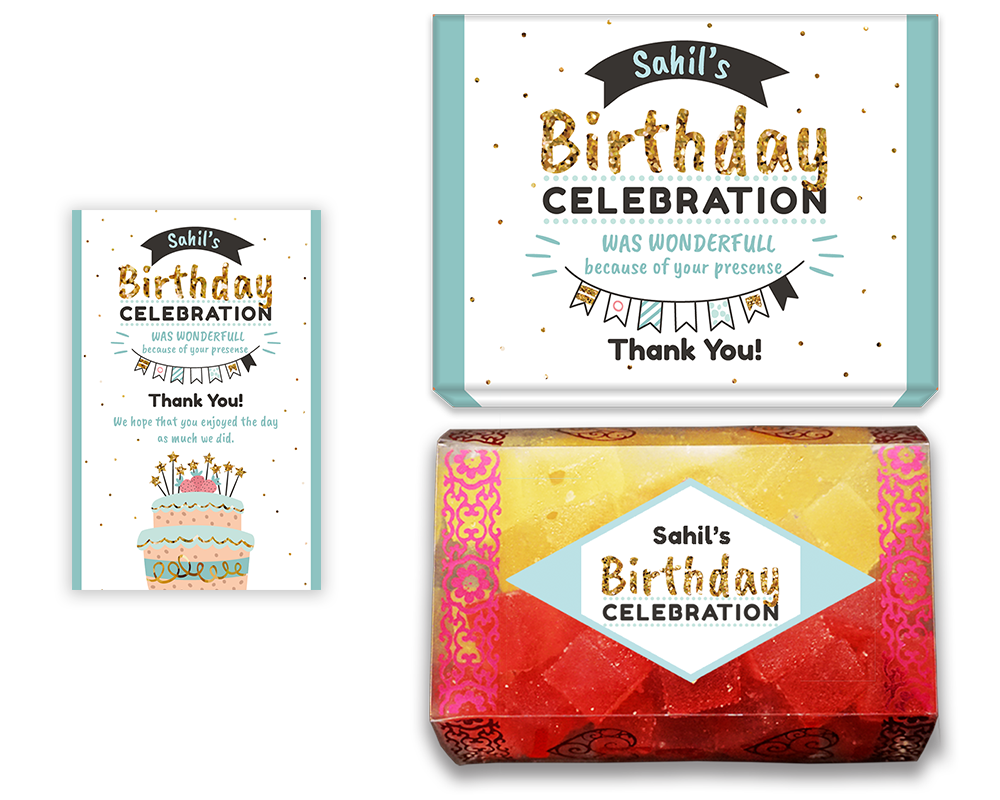 Sahil's
Birthday
CELEBRATION
WAS WONDERFULL
because of your presense
Thank You!
We hope that you enjoyed the day
as much we did.
Sahil's
Birthday
CELEBRATION
WAS WONDERFULL
because of your presense
Thank You!
Sahil's
Birthday
CELEBRATION